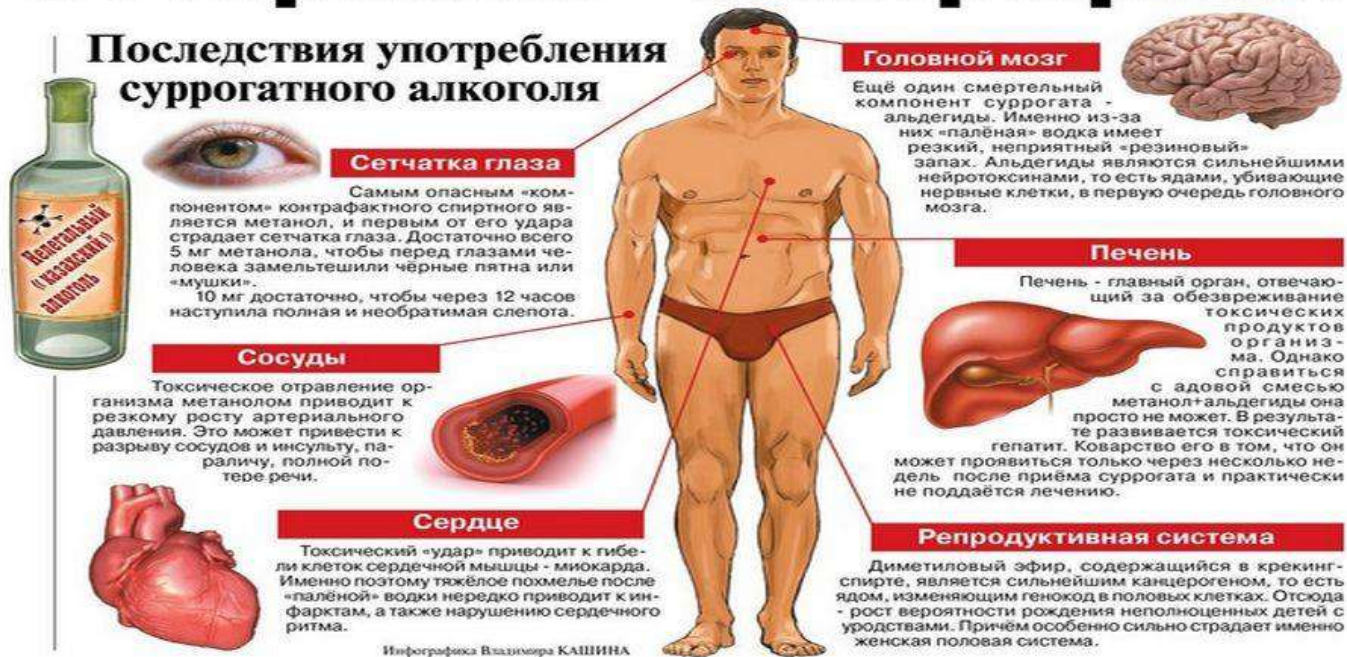 Последствия употребления
суррогатного алкоголя
Нелегальный
«казахский»
алкоголь
Сетчатка глаза
Самым опасным «ком-
понентом» контрафактного спиртного яв-
ляется метанол, и первым от его удара
страдает сетчатка глаза. Достаточно всего
5 мг метанола, чтобы перед глазами че-
ловека замельтешили чёрные пятна или
«мушки».
10 мг достаточно, чтобы через 12 часов
наступила полная и необратимая слепота.
Сосуды
Токсическое отравление ор-
ганизма метанолом приводит к
резкому росту артериального
давления. Это может привести к
разрыву сосудов и инсульту, па-
раличу, полной по-
тере речи.
Сердце
Токсический «удар» приводит к гибе-
ли клеток сердечной мышцы - миокарда.
Именно поэтому тяжёлое похмелье после
«палёной» водки нередко приводит к ин-
фарктам, а также нарушению сердечного
ритма.
Инфографика Владимира КАШИНА
Головной мозг
Ещё один смертельный
компонент суррогата -
альдегиды. Именно из-за
них «палёная» водка имеет
резкий, неприятный «резиновый»
запах. Альдегиды являются сильнейшими
нейротоксинами, то есть ядами, убивающие
нервные клетки, в первую очередь головного
мозга.
Печень
Печень - главный орган, отвечаю-
щий за обезвреживание
токсических
продуктов
организ-
ма. Однако
справиться
с адовой смесью
метанол+альдегиды она
просто не может. В результа-
те развивается токсический
гепатит. Коварство его в том, что он
может проявиться только через несколько не-
дель после приёма суррогата и практически
не поддаётся лечению.
Репродуктивная система
Диметиловый эфир, содержащийся в крекинг-
спирте, является сильнейшим канцерогеном, то есть
ядом, изменяющим генокод в половых клетках. Отсюда
- рост вероятности рождения неполноценных детей с
уродствами. Причём особенно сильно страдает именно
женская половая система.